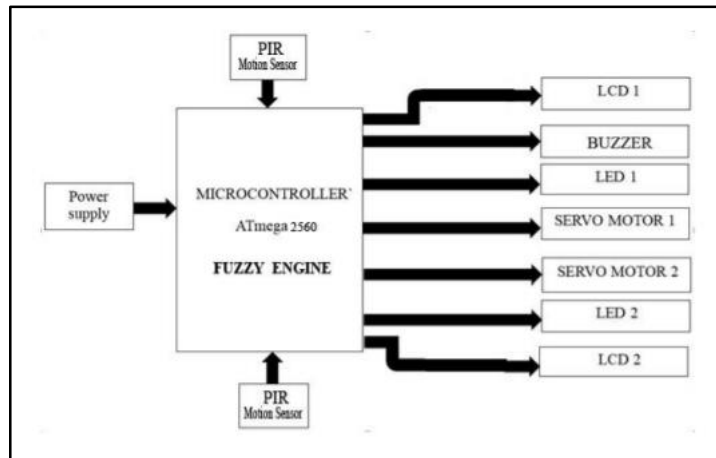 PIR
Motion Sensor
LCD 1
BUZZER
LED 1
Power
supply
MICROCONTROLLER`
ATmega 2560
FUZZY ENGINE
SERVO MOTOR 1
SERVO MOTOR 2
LED 2
LCD 2
PIR
Motion Sensor